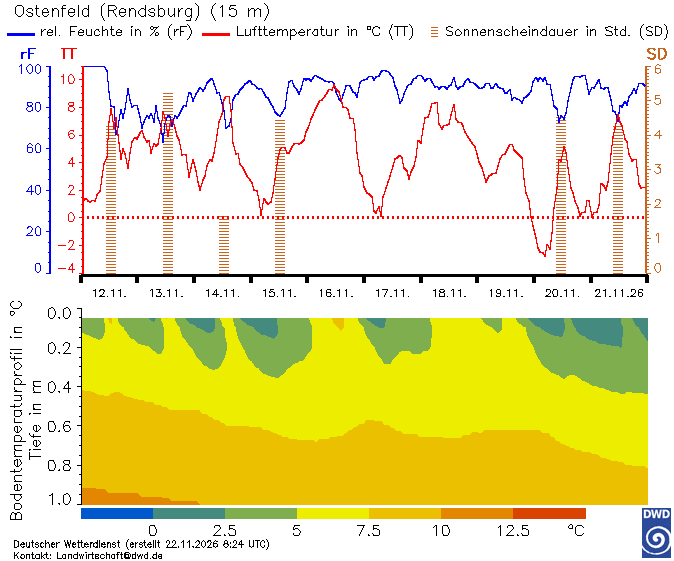 Ostenfeld (Rendsburg) (15 m)
rel. Feuchte in % (rF) Lufttemperatur in °C (TT) Sonnenscheindauer in Std. (SD)
rF TT SD
100 10 6
80 8 5
60 6 4
40 4 3
20 2 2
0 0 1
−2 0
−4
12.11. 13.11. 14.11. 15.11. 16.11. 17.11. 18.11. 19.11. 20.11. 21.11.26
Bodentemperaturprofil in °C
Tiefe in m
0.0
0.2
0.4
0.6
0.8
1.0
0 2.5 5 7.5 10 12.5 °C
DWD
Deutscher Wetterdienst (erstellt 22.11.2026 8:24 UTC)
Kontakt: Landwirtschaft@dwd.de